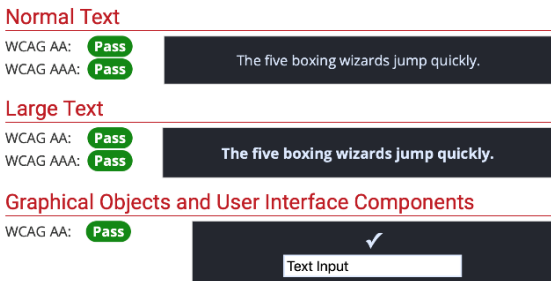 Normal Text
WCAG AA: Pass
WCAG AAA: Pass
The five boxing wizards jump quickly.
Large Text
WCAG AA: Pass
WCAG AAA: Pass
The five boxing wizards jump quickly.
Graphical Objects and User Interface Components
WCAG AA: Pass
✓
Text Input